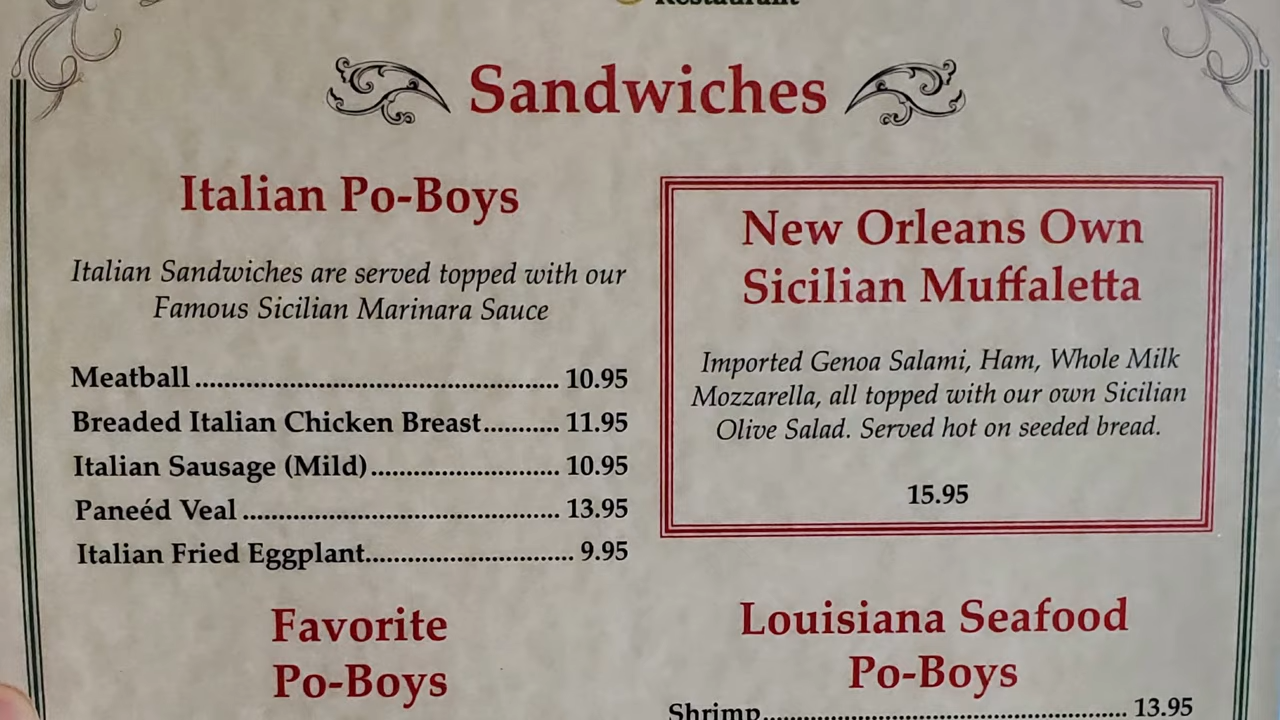 Restaurant
Sandwiches
Italian Po-Boys
Italian Sandwiches are served topped with our
Famous Sicilian Marinara Sauce
Meatball .......................................................... 10.95
Breaded Italian Chicken Breast........... 11.95
Italian Sausage (Mild).............................. 10.95
Paneéd Veal .................................................. 13.95
Italian Fried Eggplant................................. 9.95
New Orleans Own
Sicilian Muffaletta
Imported Genoa Salami, Ham, Whole Milk
Mozzarella, all topped with our own Sicilian
Olive Salad. Served hot on seeded bread.
15.95
Favorite
Po-Boys
Louisiana Seafood
Po-Boys
Shrimp.......................................................... 13.95